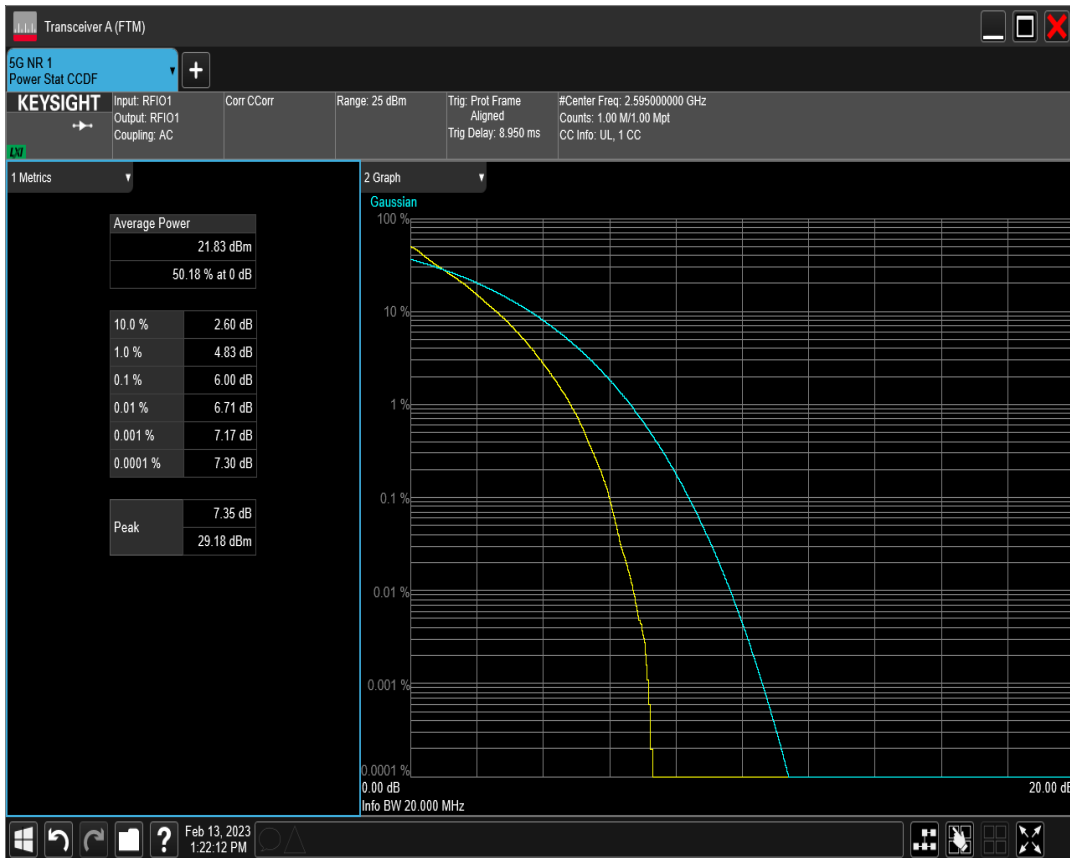 Transceiver A (FTM)
5G NR 1
Power Stat CCDF
+
KEYSIGHT
LXI
Input: RFIO1
Output: RFIO1
Coupling: AC
Corr CCorr
Range: 25 dBm
Trig: Prot Frame
Aligned
Trig Delay: 8.950 ms
#Center Freq: 2.595000000 GHz
Counts: 1.00 M/1.00 Mpt
CC Info: UL, 1 CC
1 Metrics
Average Power
21.83 dBm
50.18 % at 0 dB
10.0 % 2.60 dB
1.0 % 4.83 dB
0.1 % 6.00 dB
0.01 % 6.71 dB
0.001 % 7.17 dB
0.0001 % 7.30 dB
Peak 7.35 dB
29.18 dBm
2 Graph
Gaussian
100 %
10 %
1 %
0.1 %
0.01 %
0.001 %
0.0001 %
0.00 dB 20.00 dB
Info BW 20.000 MHz
?
Feb 13, 2023
1:22:12 PM